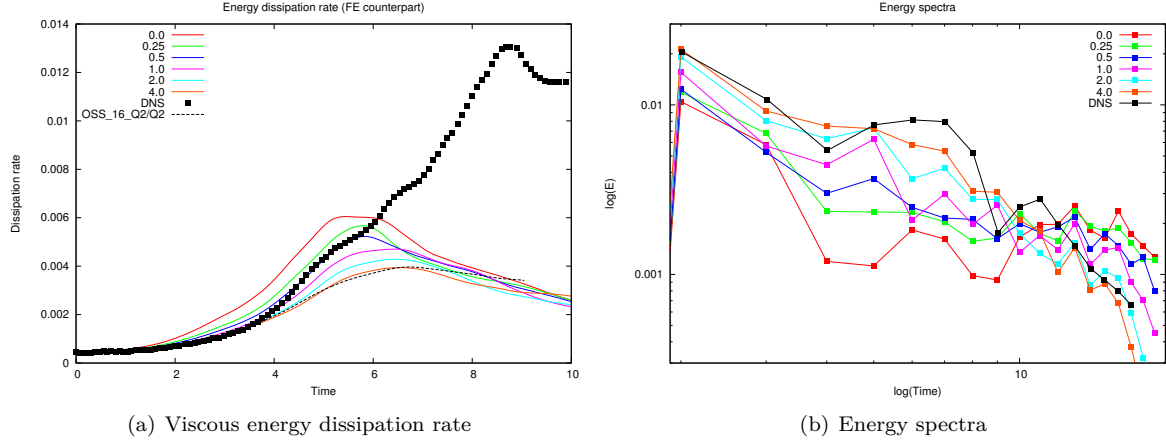 Energy dissipation rate (FE counterpart)
0.014
0.012
0.01
0.008
0.006
0.004
0.002
0
0.0
0.25
0.5
1.0
2.0
4.0
DNS
OSS_16_Q2/Q2
Dissipation rate
0
2
4
6
8
10
Time
(a) Viscous energy dissipation rate
Energy spectra
0.01
0.001
0.0
0.25
0.5
1.0
2.0
4.0
DNS
log(E)
10
log(Time)
(b) Energy spectra